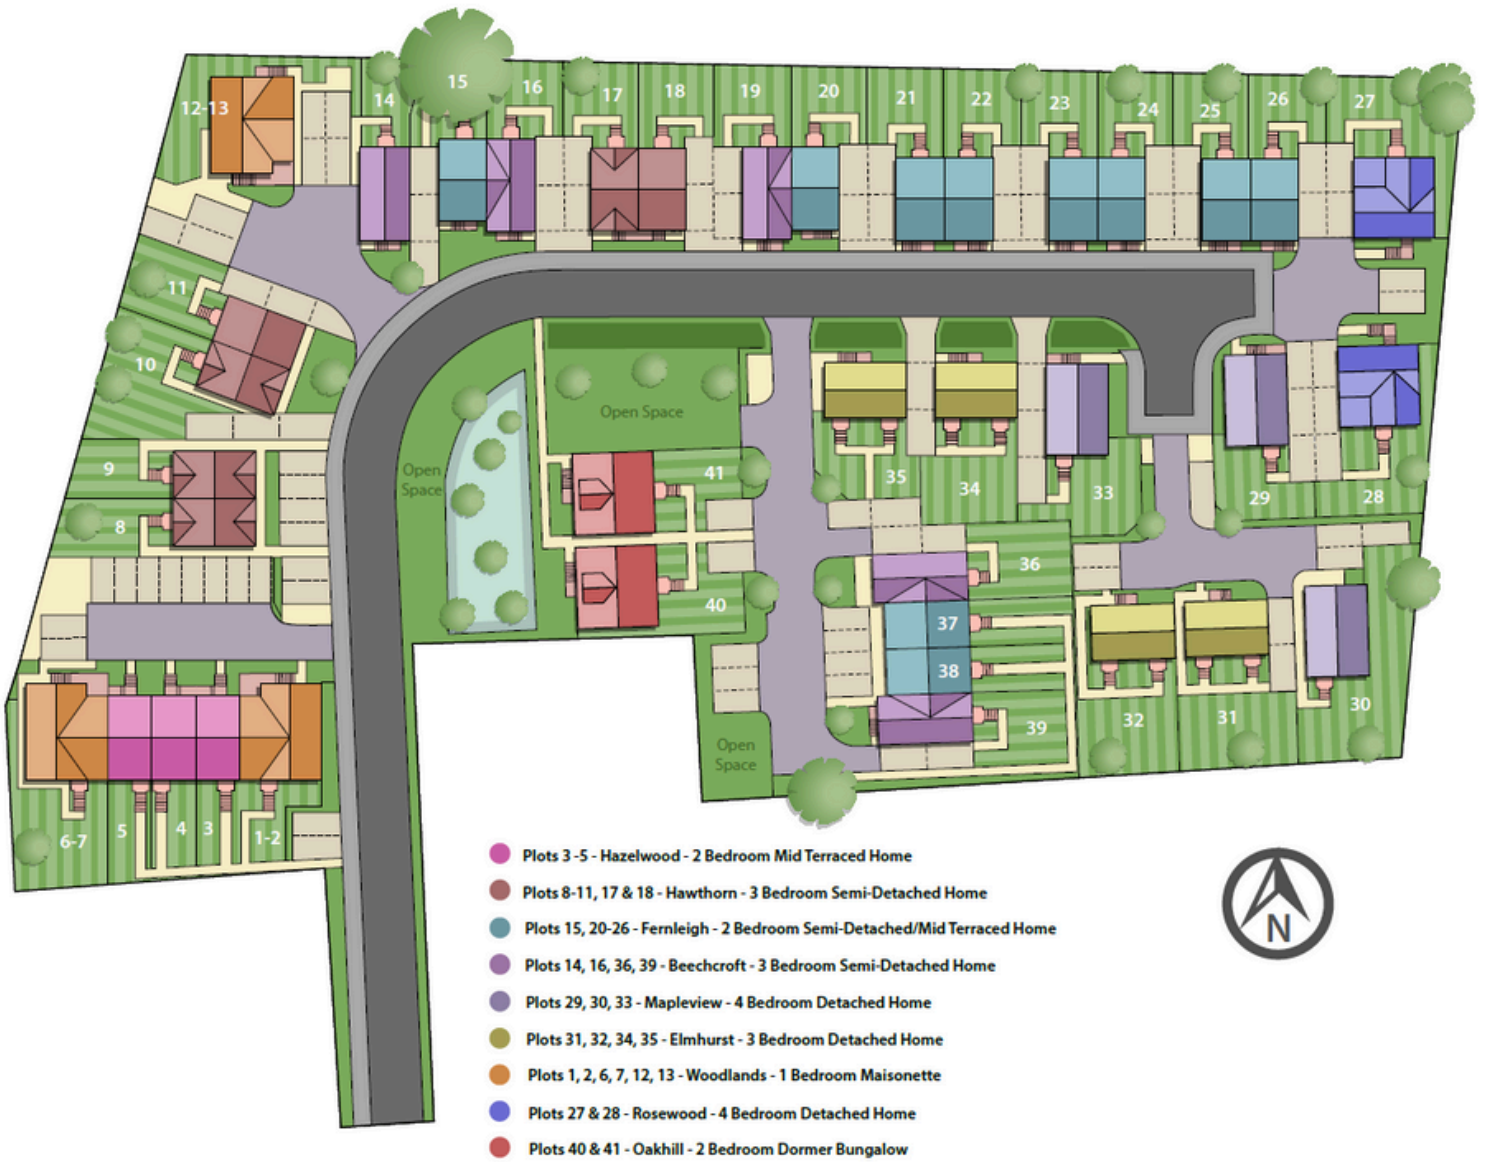 15
16
14
12-13
17
18
19
20
21
22
23
24
25
26
27
11
10
Open Space
9
41
Open
Space
35
34
33
29
28
8
36
40
37
38
39
32
31
30
Open
Space
6-7
5
4
3
1-2
Plots 3 -5 - Hazelwood - 2 Bedroom Mid Terraced Home
Plots 8-11, 17 & 18 - Hawthorn - 3 Bedroom Semi-Detached Home
Plots 15, 20-26 - Fernleigh - 2 Bedroom Semi-Detached/Mid Terraced Home
Plots 14, 16, 36, 39 - Beechcroft - 3 Bedroom Semi-Detached Home
Plots 29, 30, 33 - Mapleview - 4 Bedroom Detached Home
Plots 31, 32, 34, 35 - Elmhurst - 3 Bedroom Detached Home
Plots 1, 2, 6, 7, 12, 13 - Woodlands - 1 Bedroom Maisonette
Plots 27 & 28 - Rosewood - 4 Bedroom Detached Home
Plots 40 & 41 - Oakhill - 2 Bedroom Dormer Bungalow
N